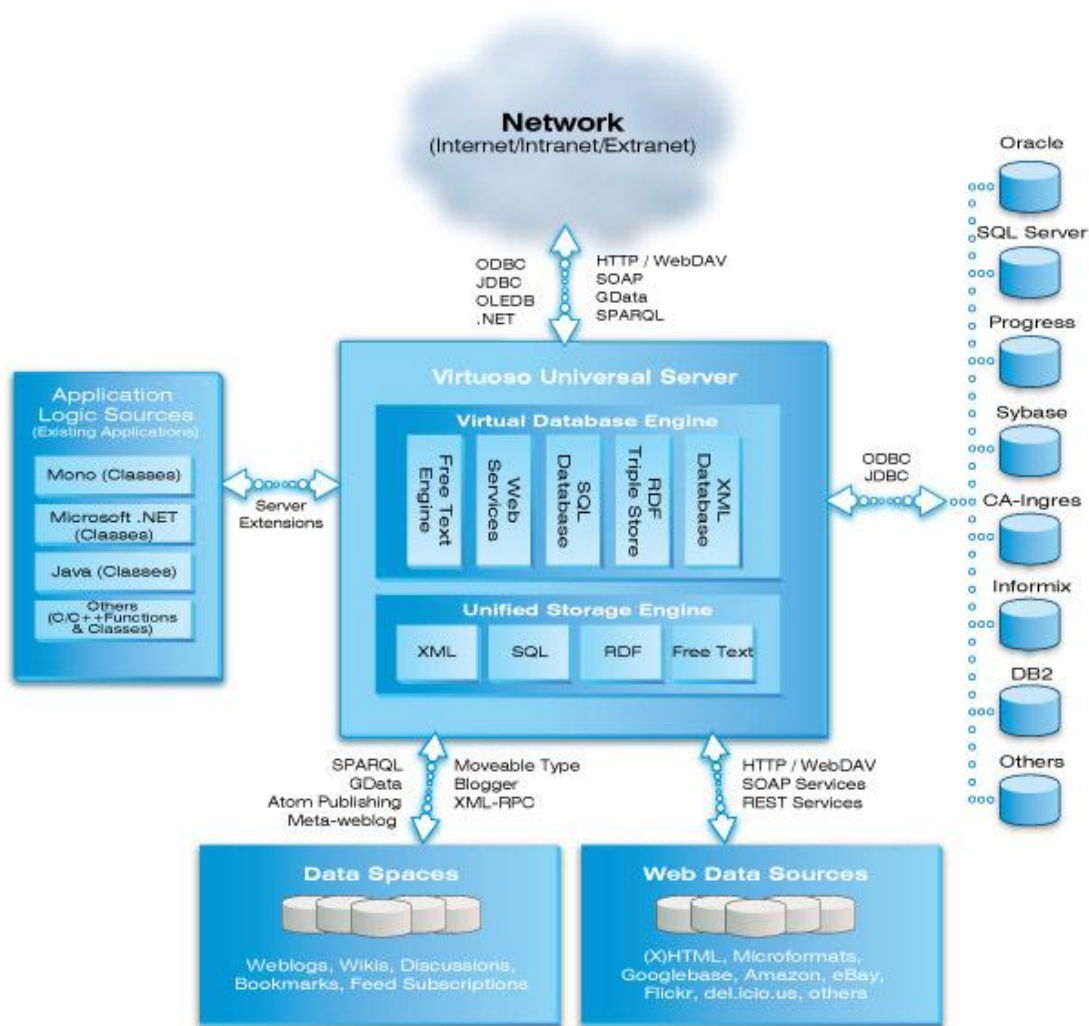 Network
(Internet/Intranet/Extranet)
ODBC
JDBC
OLEDB
.NET
HTTP / WebDAV
SOAP
GData
SPARQL
Oracle
SQL Server
Progress
Sybase
CA-Ingres
Informix
DB2
Others
Application
Logic Sources
(Existing Applications)
Mono (Classes)
Microsoft .NET
(Classes)
Java (Classes)
Others
(C/C++Functions
& Classes)
Server
Extensions
Virtuoso Universal Server
Virtual Database Engine
Free Text
Engine
Web
Services
SQL
Database
RDF
Triple Store
XML
Database
Unified Storage Engine
XML
SQL
RDF
Free Text
ODBC
JDBC
SPARQL
GData
Atom Publishing
Meta-weblog
Moveable Type
Blogger
XML-RPC
HTTP / WebDAV
SOAP Services
REST Services
Data Spaces
Weblogs, Wikis, Discussions,
Bookmarks, Feed Subscriptions
Web Data Sources
(X)HTML, Microformats,
Googlebase, Amazon, eBay,
Flickr, del.icio.us, others